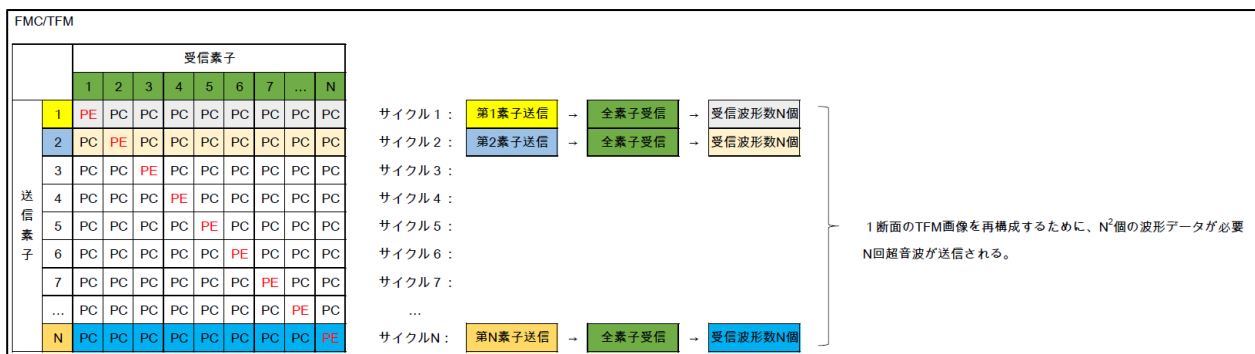 FMC/TFM
受信素子
1 2 3 4 5 6 7 … N
送信素子
1 PE PC PC PC PC PC PC PC PC
2 PC PE PC PC PC PC PC PC PC
3 PC PC PE PC PC PC PC PC PC
4 PC PC PC PE PC PC PC PC PC
5 PC PC PC PC PE PC PC PC PC
6 PC PC PC PC PC PE PC PC PC
7 PC PC PC PC PC PC PE PC PC
… PC PC PC PC PC PC PC PE PC
N PC PC PC PC PC PC PC PC PE
サイクル1: 第1素子送信 → 全素子受信 → 受信波形数N個
サイクル2: 第2素子送信 → 全素子受信 → 受信波形数N個
サイクル3:
サイクル4:
サイクル5:
サイクル6:
サイクル7:
…
サイクルN: 第N素子送信 → 全素子受信 → 受信波形数N個
1断面のTFM画像を再構成するために、N²個の波形データが必要
N回超音波が送信される。